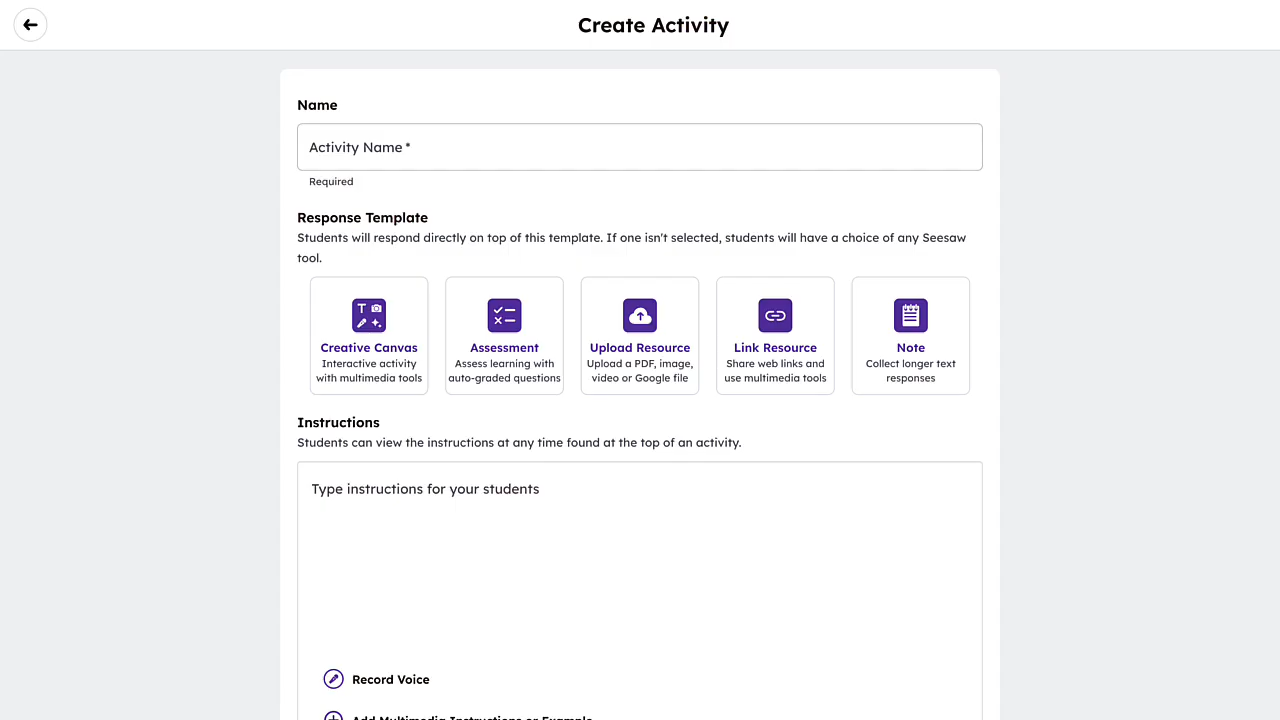 Create Activity
Name
Activity Name *
Required
Response Template
Students will respond directly on top of this template. If one isn't selected, students will have a choice of any Seesaw
tool.
Creative Canvas
Interactive activity
with multimedia tools
Assessment
Assess learning with
auto-graded questions
Upload Resource
Upload a PDF, image,
video or Google file
Link Resource
Share web links and
use multimedia tools
Note
Collect longer text
responses
Instructions
Students can view the instructions at any time found at the top of an activity.
Type instructions for your students
Record Voice
Add Multimedia Instructions or Example